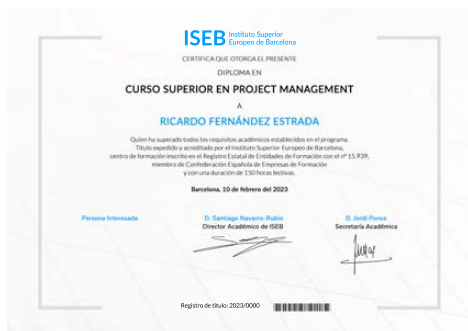 ISEB Instituto Superior
Europeo de Barcelona
CERTIFICA QUE OTORGA EL PRESENTE
DIPLOMA EN
CURSO SUPERIOR EN PROJECT MANAGEMENT
A
RICARDO FERNÁNDEZ ESTRADA
Quien ha superado todos los requisitos académicos establecidos en el programa.
Título expedido y acreditado por el Instituto Superior Europeo de Barcelona,
centro de formación inscrito en el Registro Estatal de Entidades de Formación con el nº 15.939,
miembro de Confederación Española de Empresas de Formación
y con una duración de 150 horas lectivas.
Barcelona, 10 de febrero del 2023
Persona Interesada D. Santiago Navarro-Rubio D. Jordi Ponce
Director Académico de ISEB Secretaría Académica
Registro de título: 2023/0000